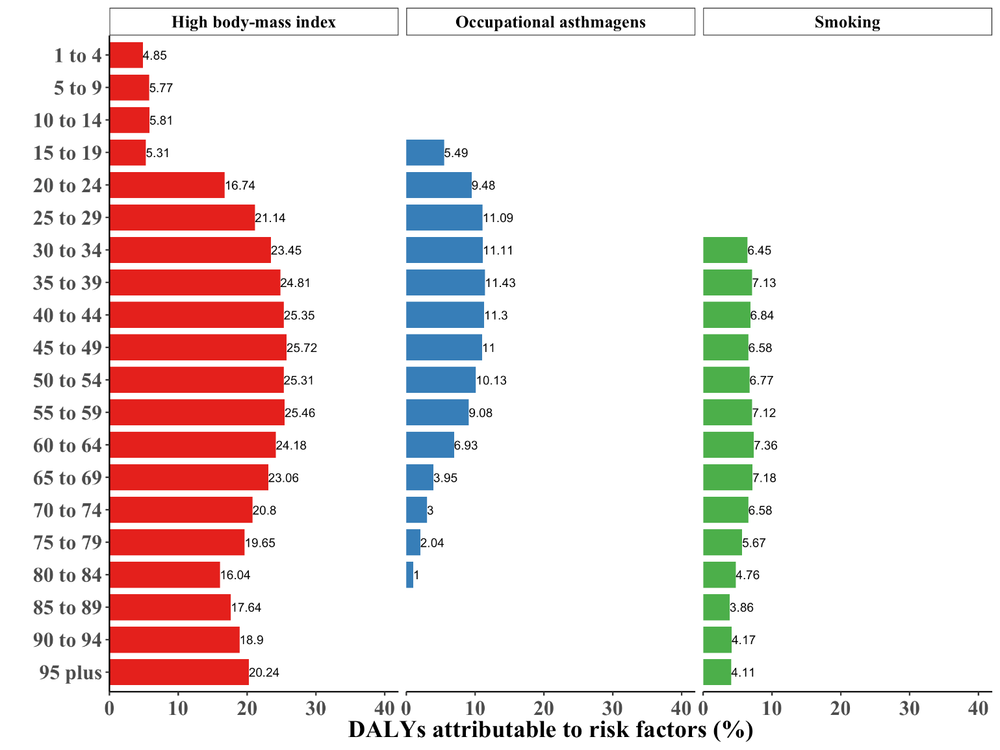 High body-mass index Occupational asthmagens Smoking
1 to 4 4.85
5 to 9 5.77
10 to 14 5.81
15 to 19 5.31 5.49
20 to 24 16.74 9.48
25 to 29 21.14 11.09
30 to 34 23.45 11.11 6.45
35 to 39 24.81 11.43 7.13
40 to 44 25.35 11.3 6.84
45 to 49 25.72 11 6.58
50 to 54 25.31 10.13 6.77
55 to 59 25.46 9.08 7.12
60 to 64 24.18 6.93 7.36
65 to 69 23.06 3.95 7.18
70 to 74 20.8 3 6.58
75 to 79 19.65 2.04 5.67
80 to 84 16.04 1 4.76
85 to 89 17.64 3.86
90 to 94 18.9 4.17
95 plus 20.24 4.11
0 10 20 30 40 0 10 20 30 40 0 10 20 30 40
DALYs attributable to risk factors (%)